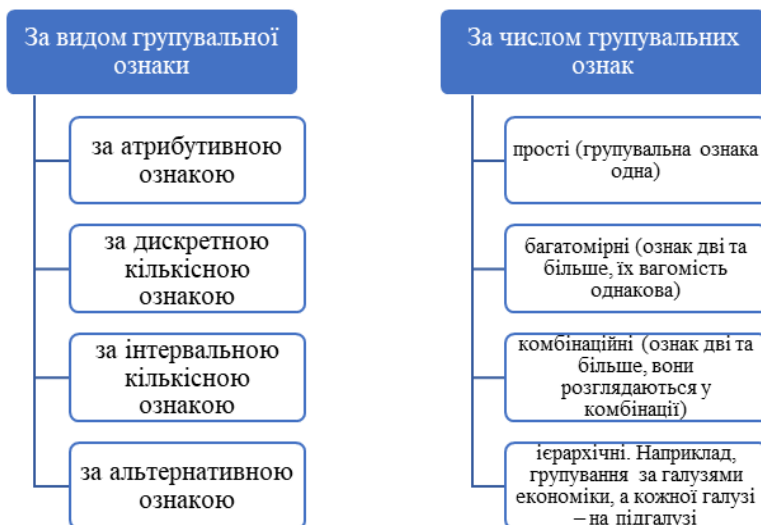 За видом групувальної
ознаки
за атрибутивною
ознакою
за дискретною
кількісною
ознакою
за інтервальною
кількісною
ознакою
за альтернативною
ознакою
За числом групувальних
ознак
прості (групувальна ознака
одна)
багатомірні (ознак дві та
більше, їх вагомість
однакова)
комбінаційні (ознак дві та
більше, вони
розглядаються у
комбінації)
ієрархічні. Наприклад,
групування за галузями
економіки, а кожної галузі
– на підгалузі